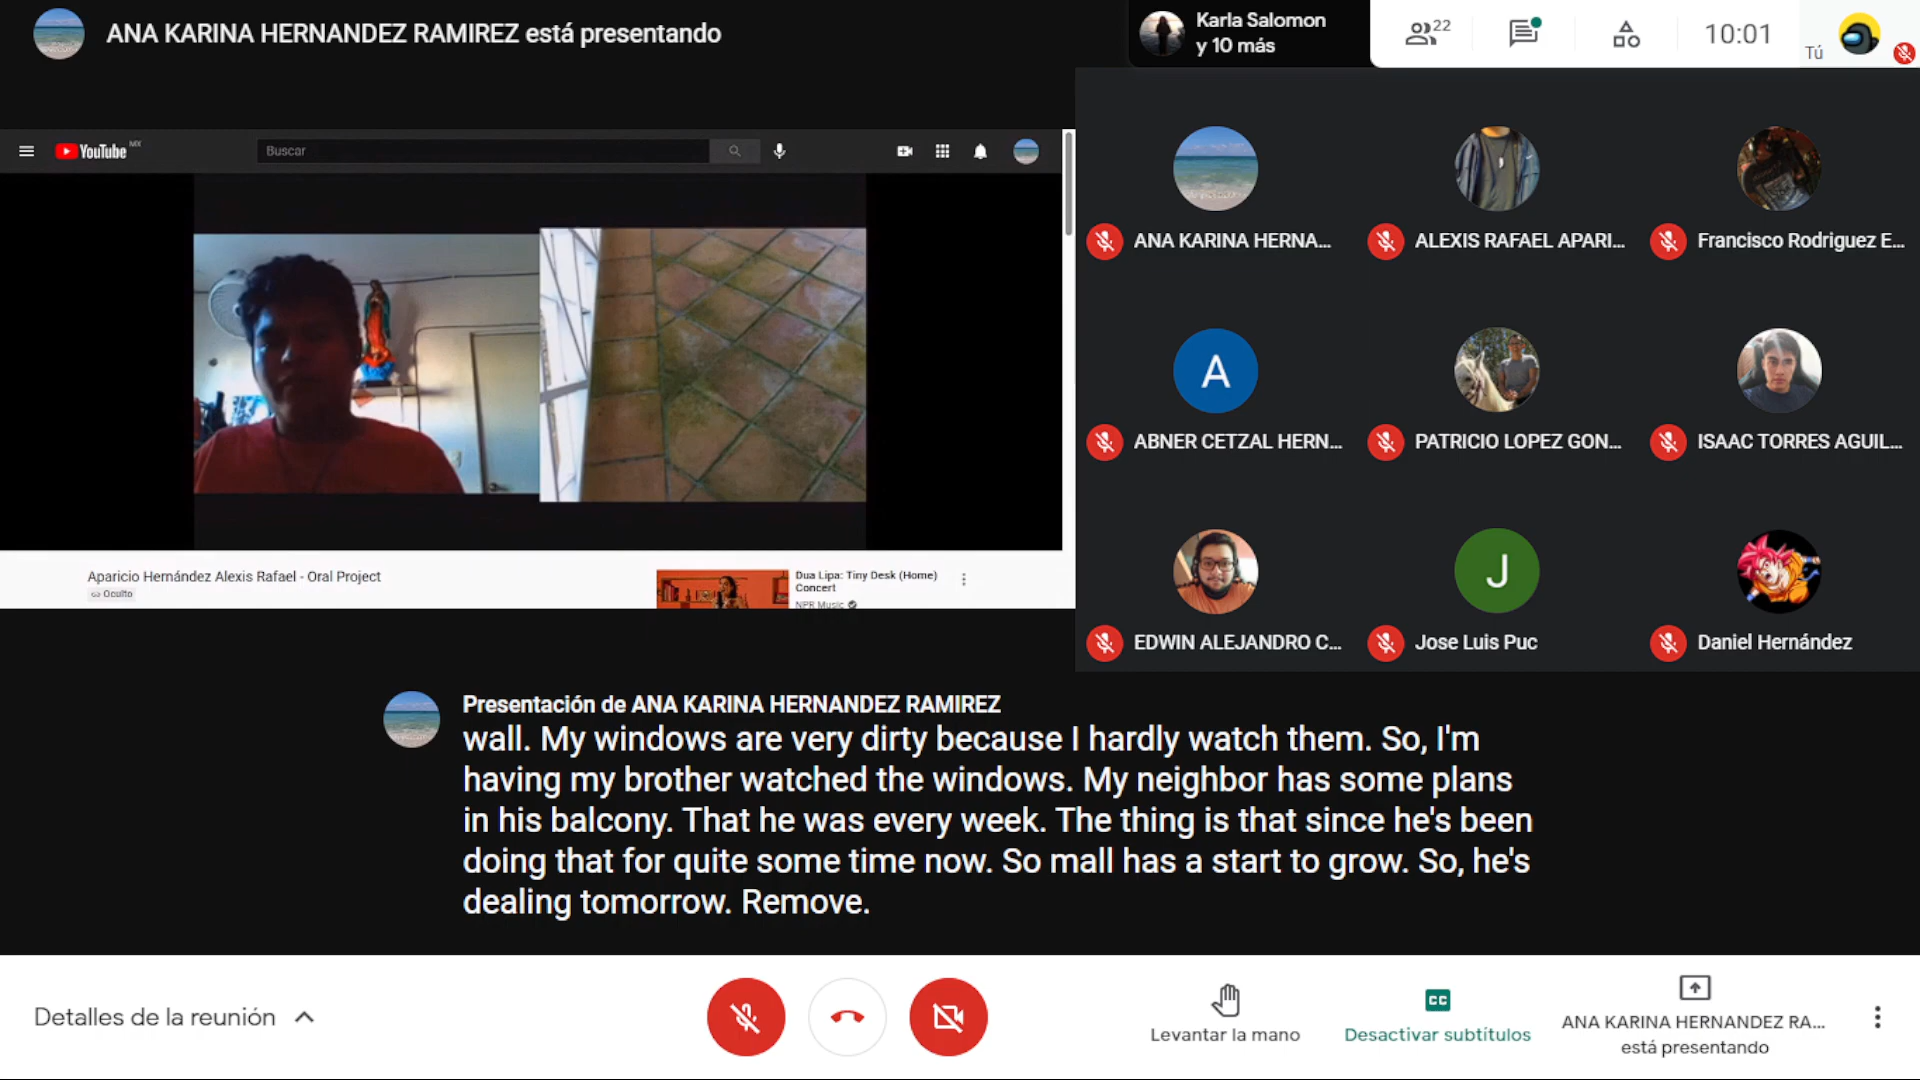 ANA KARINA HERNANDEZ RAMIREZ está presentando
Karla Salomon
y 10 más
22
10:01
Tú
YouTube MX
Buscar
ANA KARINA HERNA...
ALEXIS RAFAEL APARI...
Francisco Rodriguez E...
ABNER CETZAL HERN...
PATRICIO LOPEZ GON...
ISAAC TORRES AGUIL...
EDWIN ALEJANDRO C...
Jose Luis Puc
Daniel Hernández
A
J
Aparicio Hernández Alexis Rafael - Oral Project
Oculto
Dua Lipa: Tiny Desk (Home)
Concert
NPR Music
Presentación de ANA KARINA HERNANDEZ RAMIREZ
wall. My windows are very dirty because I hardly watch them. So, I'm
having my brother watched the windows. My neighbor has some plans
in his balcony. That he was every week. The thing is that since he's been
doing that for quite some time now. So mall has a start to grow. So, he's
dealing tomorrow. Remove.
Detalles de la reunión
Levantar la mano
CC
Desactivar subtítulos
ANA KARINA HERNANDEZ RA...
está presentando